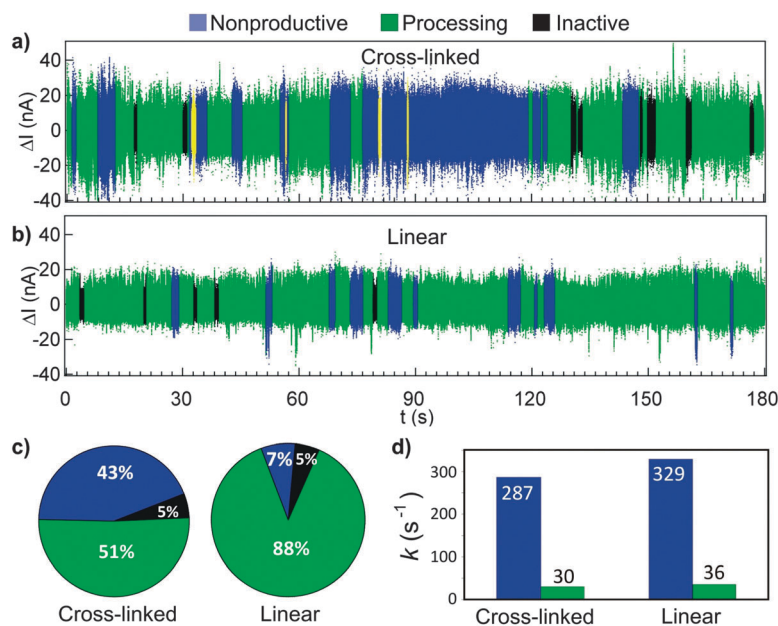 Nonproductive Processing Inactive
a)
Cross-linked
ΔI (nA)
40
20
0
-20
-40
b)
Linear
ΔI (nA)
40
20
0
-20
-40
0 30 60 90 120 150 180
t (s)
c)
43%
5%
51%
Cross-linked
7%
5%
88%
Linear
d)
k (s⁻¹)
300
200
100
0
287
30
329
36
Cross-linked Linear